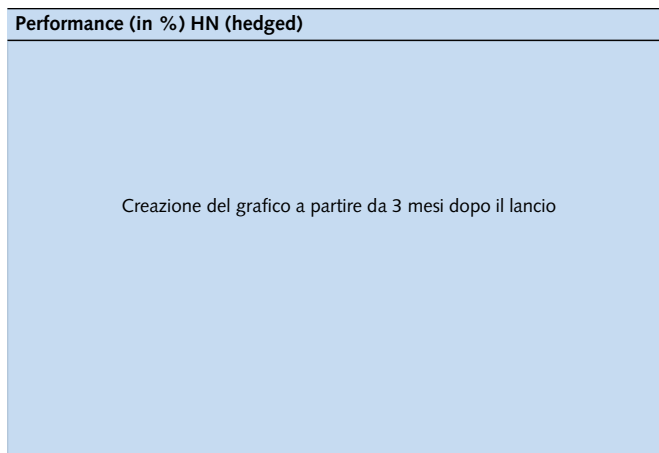 Performance (in %) HN (hedged)
Creazione del grafico a partire da 3 mesi dopo il lancio